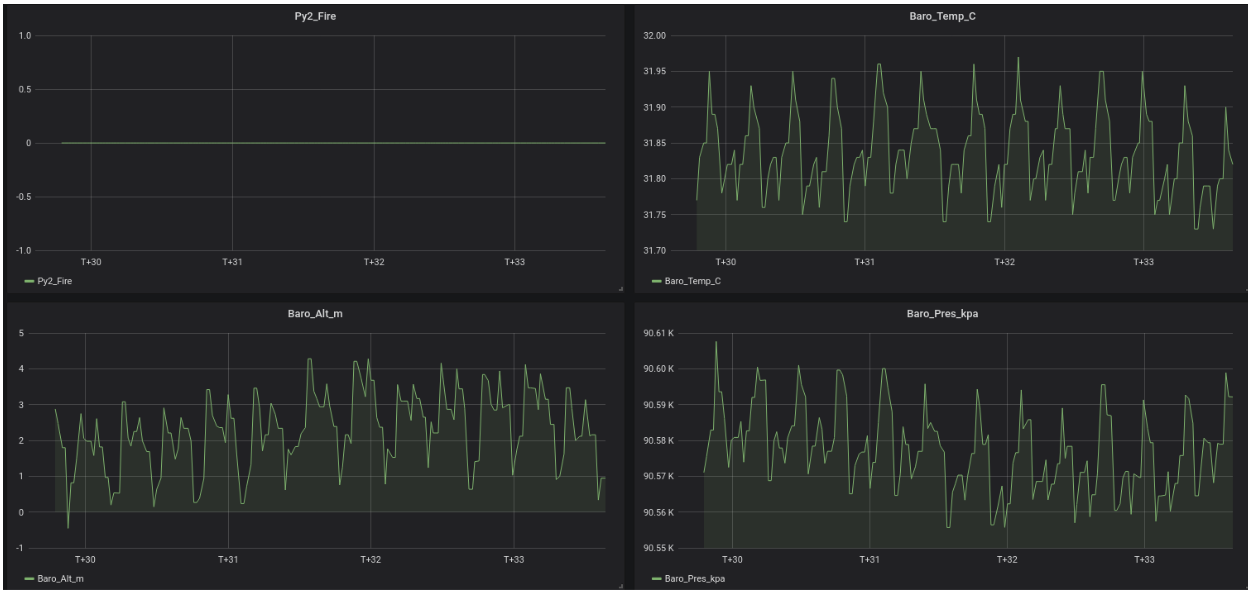 Py2_Fire
1.0
0.5
0
-0.5
-1.0
T+30 T+31 T+32 T+33
Py2_Fire
Baro_Temp_C
32.00
31.95
31.90
31.85
31.80
31.75
31.70
T+30 T+31 T+32 T+33
Baro_Temp_C
Baro_Alt_m
5
4
3
2
1
0
-1
T+30 T+31 T+32 T+33
Baro_Alt_m
Baro_Pres_kpa
90.61 K
90.60 K
90.59 K
90.58 K
90.57 K
90.56 K
90.55 K
T+30 T+31 T+32 T+33
Baro_Pres_kpa